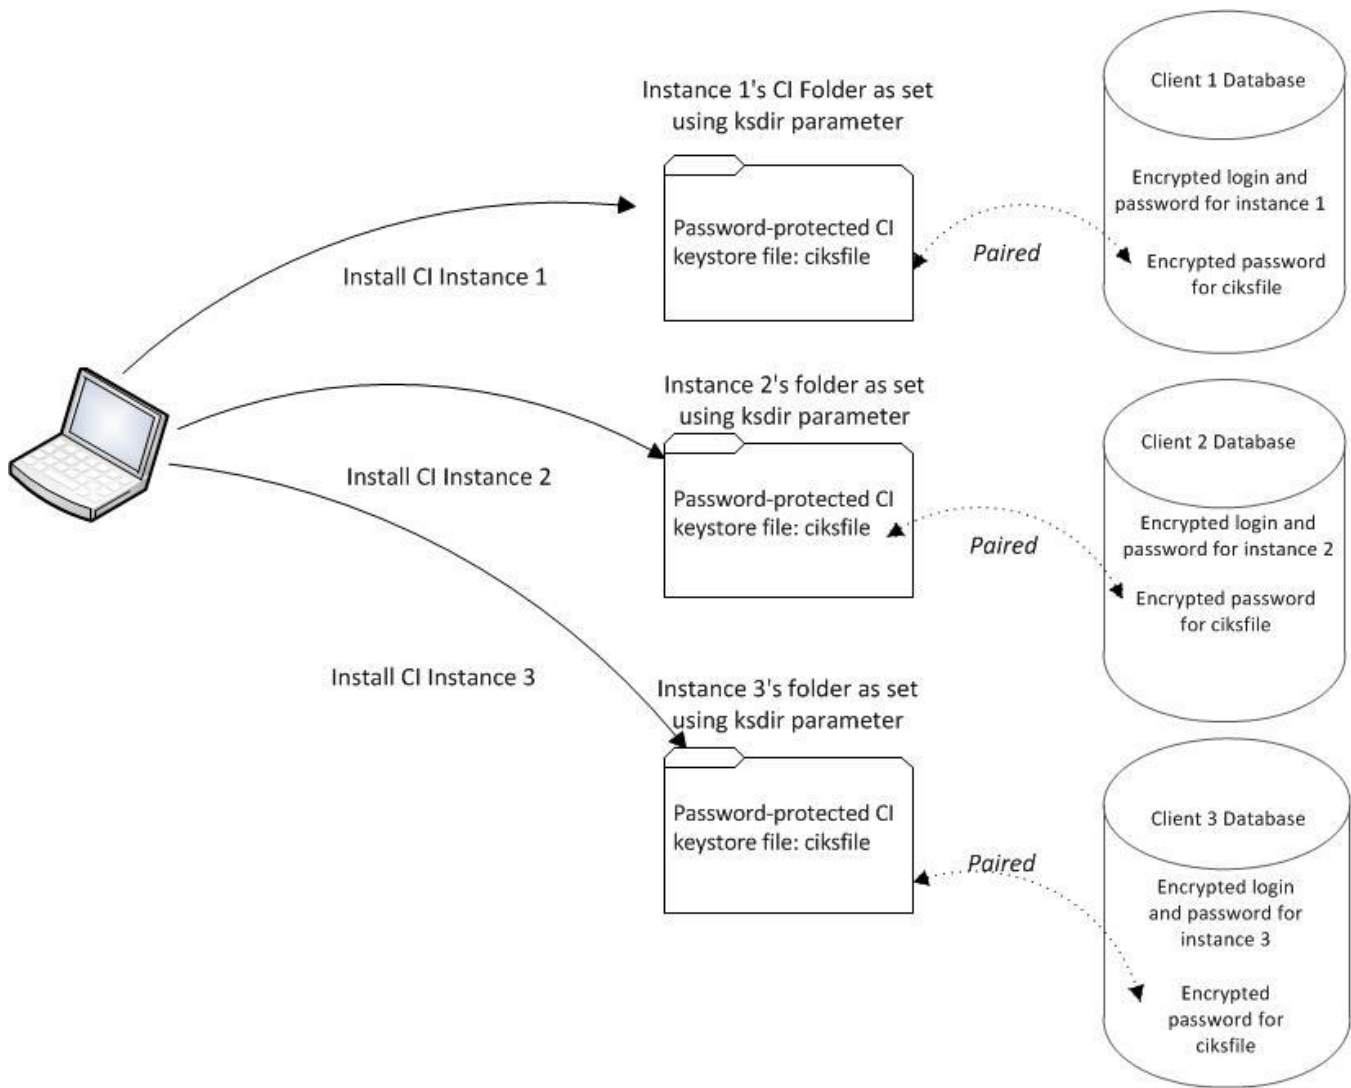 Instance 1's CI Folder as set
using ksdir parameter
Client 1 Database
Encrypted login and
password for instance 1
Password-protected CI
keystore file: ciksfile
Paired
Encrypted password
for ciksfile
Install CI Instance 1
Instance 2's folder as set
using ksdir parameter
Client 2 Database
Install CI Instance 2
Password-protected CI
keystore file: ciksfile
Paired
Encrypted login and
password for instance 2
Encrypted password
for ciksfile
Install CI Instance 3
Instance 3's folder as set
using ksdir parameter
Client 3 Database
Password-protected CI
keystore file: ciksfile
Paired
Encrypted login
and password for
instance 3
Encrypted
password for
ciksfile